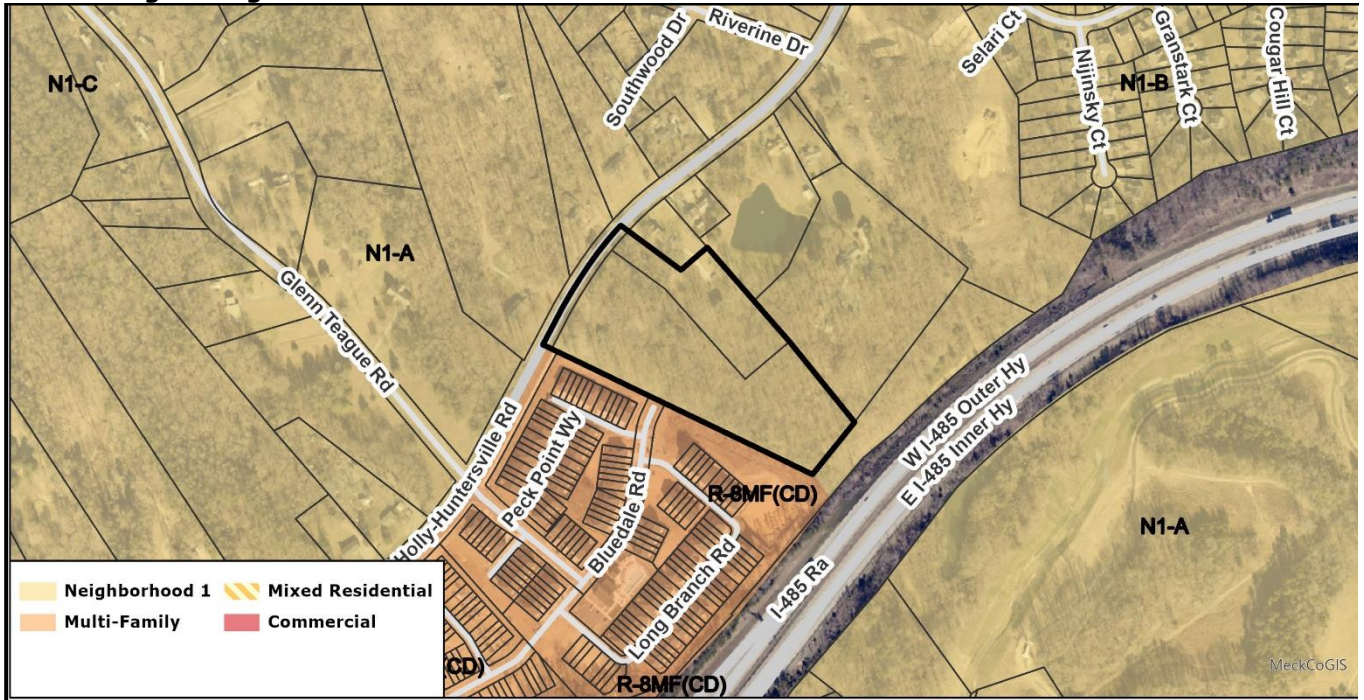 Southwood Dr
Riverine Dr
Selari Ct
Nijinsky Ct
Granstark Ct
Cougar Hill Ct
N1-C
N1-B
N1-A
Glenn Teague Rd
Holly-Huntersville Rd
Peck Point Wy
Bluedale Rd
Long Branch Rd
R-8MF(CD)
W I-485 Outer Hy
E I-485 Inner Hy
I-485 Ra
N1-A
Neighborhood 1
Mixed Residential
Multi-Family
Commercial
CD)
R-8MF(CD)
MeckCoGIS